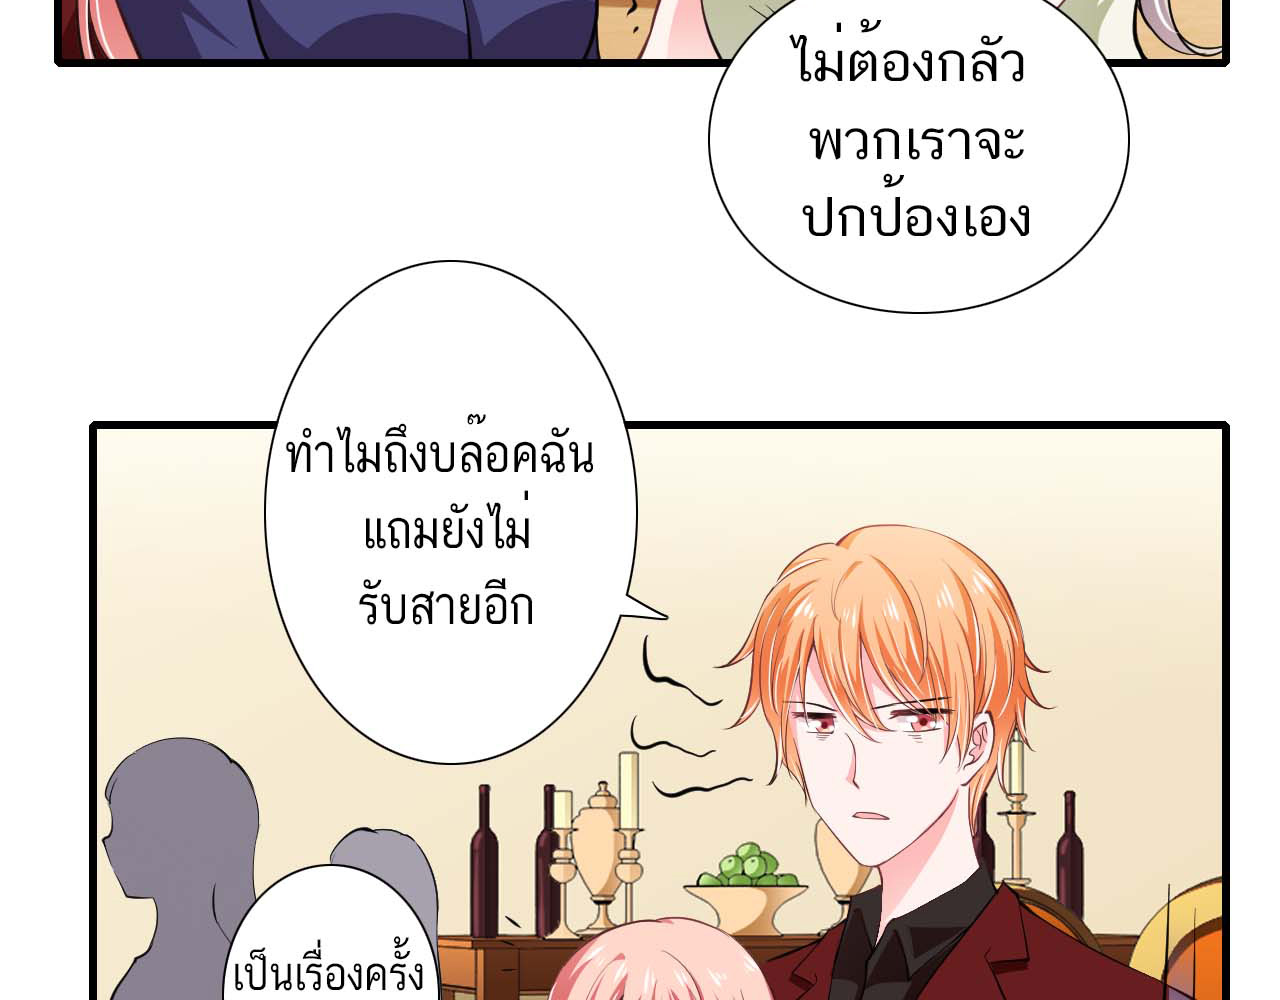 ไม่ต้องกลัว
พวกเราจะ
ปกป้องเอง
ทำไมถึงบล๊อคฉัน
แถมยังไม่
รับสายอีก
เป็นเรื่องครั้ง